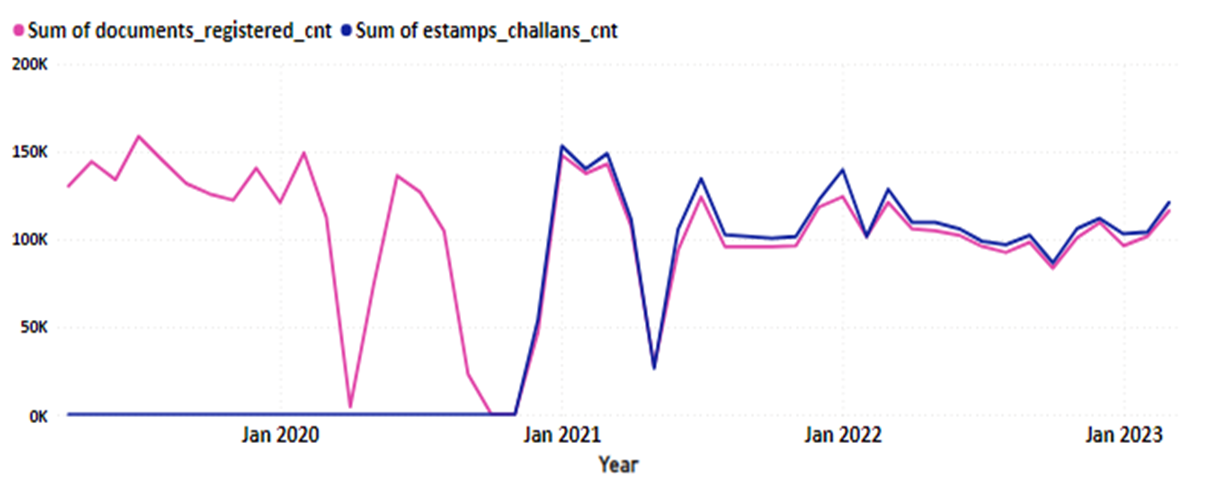 Sum of documents_registered_cnt Sum of estamps_challans_cnt
200K
150K
100K
50K
0K
Jan 2020 Jan 2021 Jan 2022 Jan 2023
Year